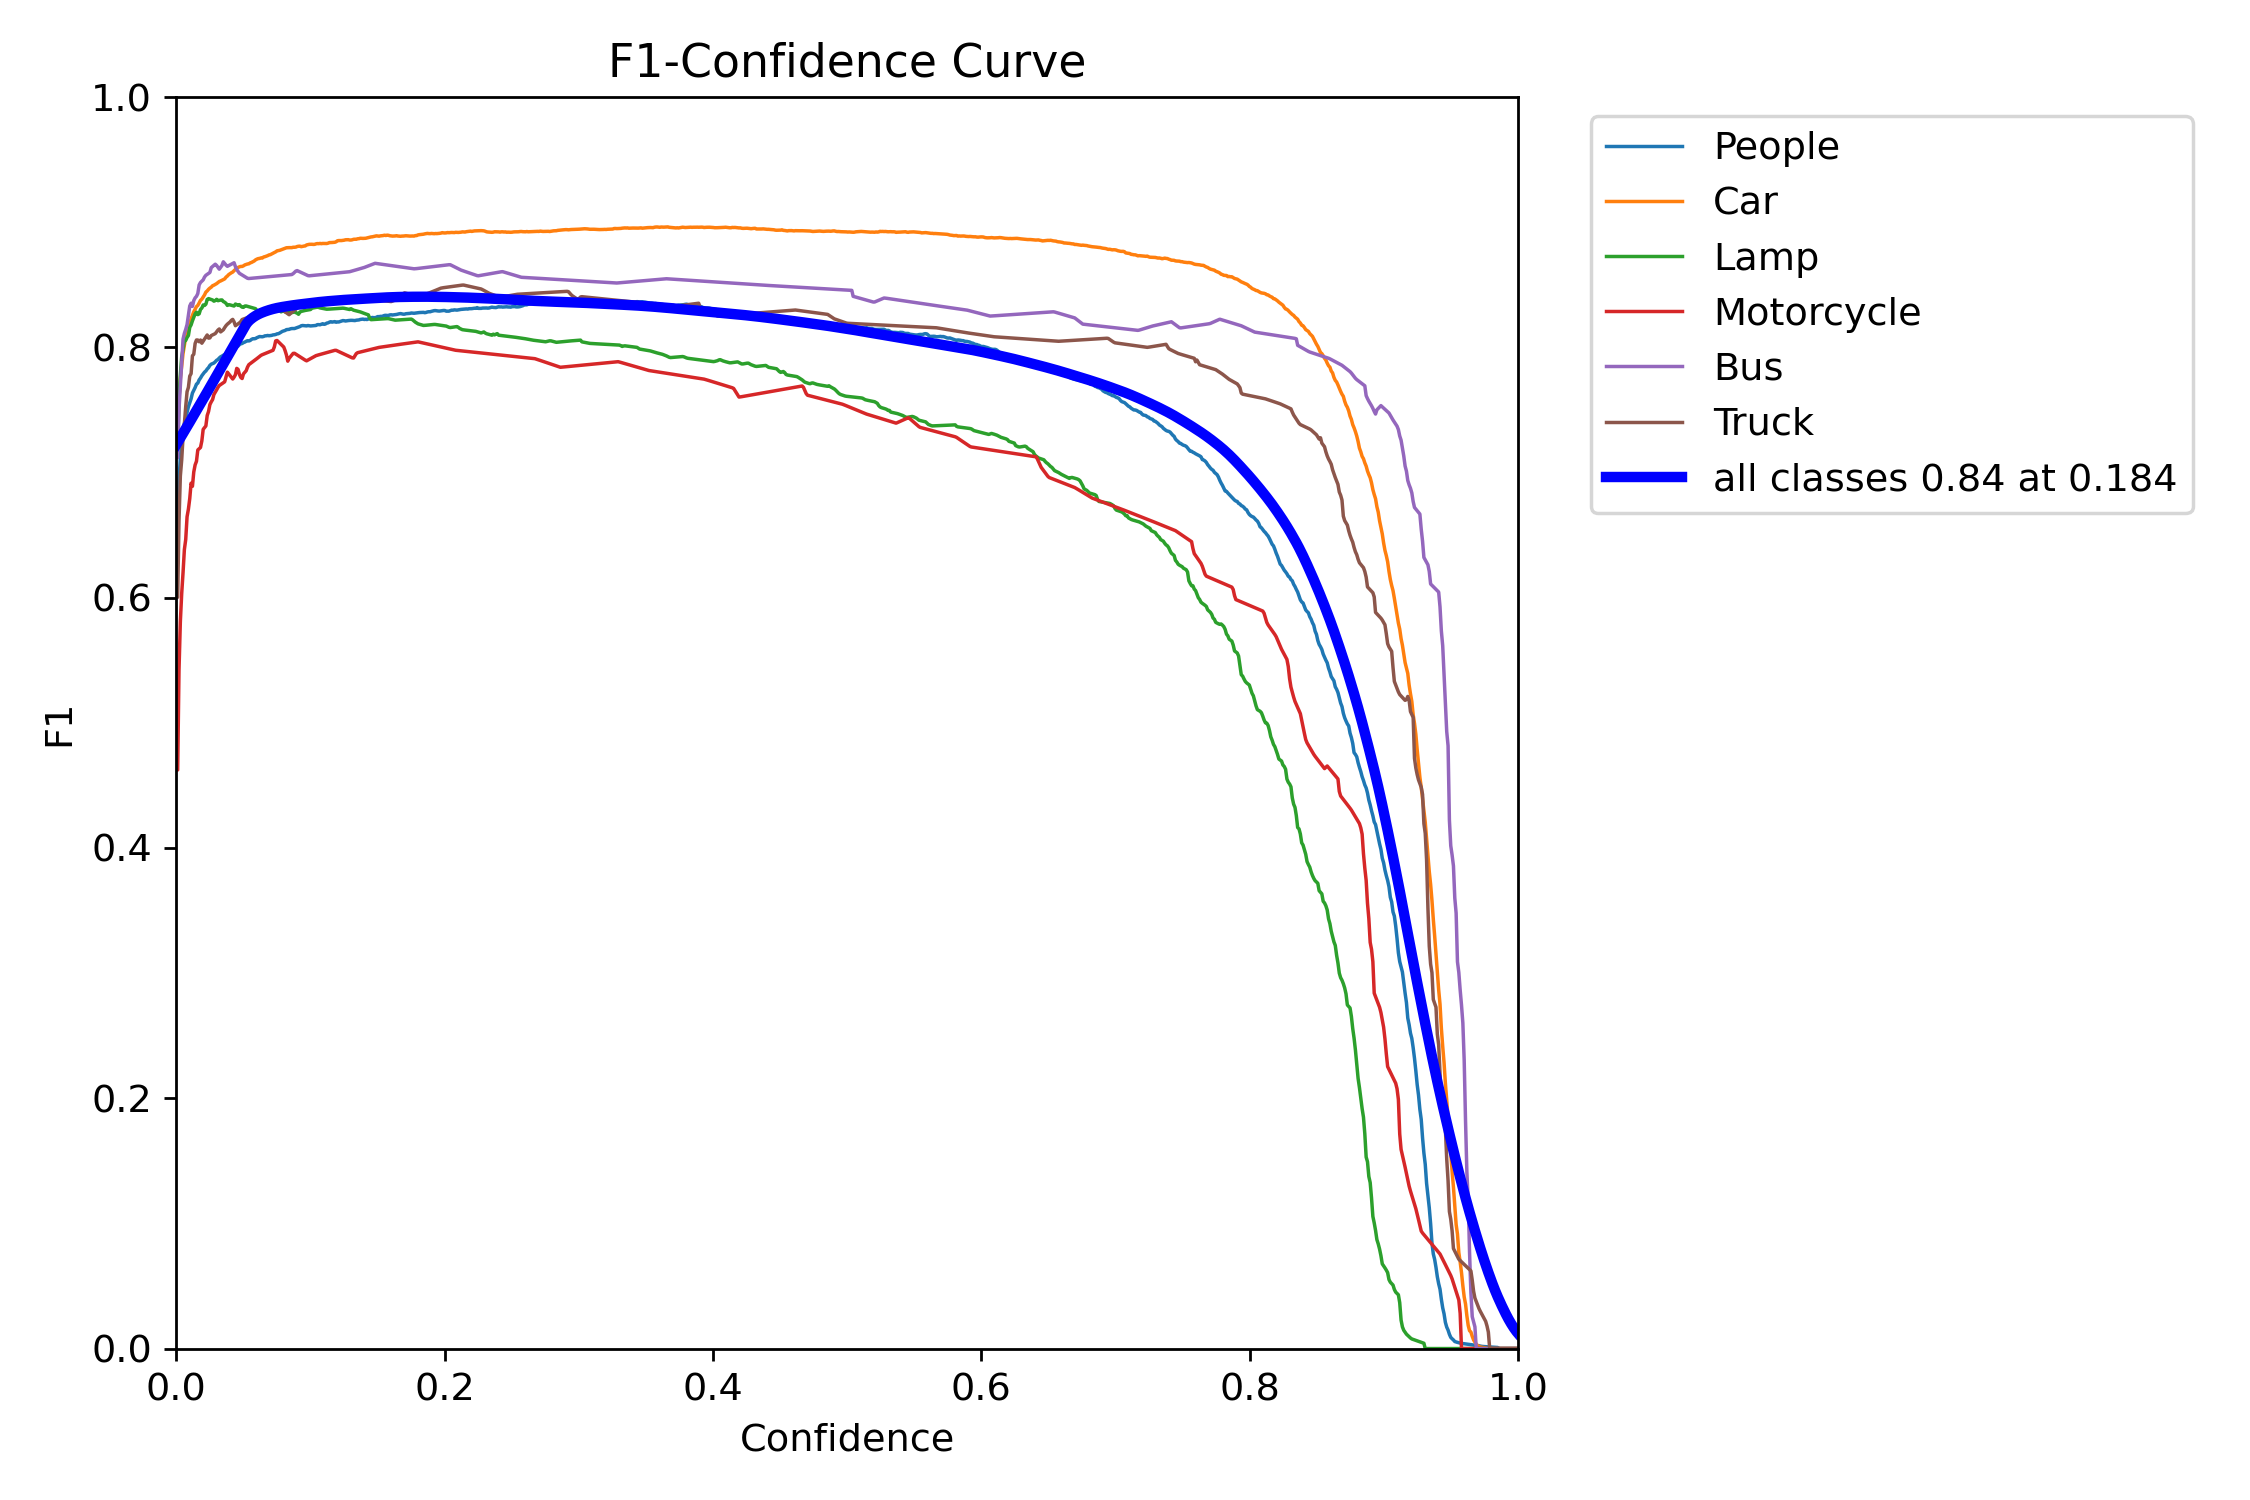 F1-Confidence Curve
1.0
0.8
0.6
0.4
0.2
0.0
F1
0.0 0.2 0.4 0.6 0.8 1.0
Confidence
People
Car
Lamp
Motorcycle
Bus
Truck
all classes 0.84 at 0.184